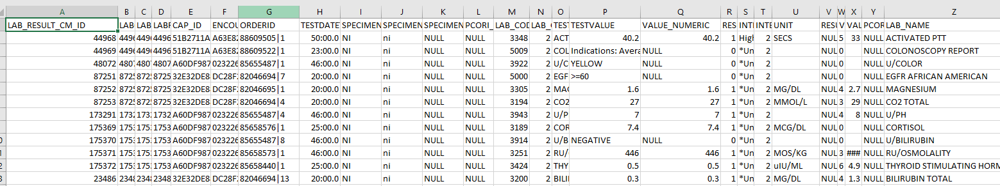 A B C D E F G H I J K L M N O P Q R S T U V W X Y Z
LAB_RESULT_CM_ID LAB LAB LABF CAP_ID ENCOU ORDERID TESTDATE SPECIMEN SPECIMEN SPECIMEN PCORI_ LAB_COD LAB_ TES TESTVALUE VALUE_NUMERIC RES INTE INTE UNIT RESU V VAL PCOR LAB_NAME
44968 4496 4496 4496 51B2711A A63E82 88609505|1 50:00.0 NI ni NULL NULL 3348 2 ACT 40.2 40.2 1 High 2 SECS NUL 5 33 NULL ACTIVATED PTT
44969 4496 4496 4496 51B2711A A63E82 88609522|1 23:00.0 NI ni NULL NULL 5009 2 COL Indications: Avera NULL 0 *Un 2 NUL 0 NULL COLONOSCOPY REPORT
48072 4807 4807 4807 A60DF987 023226 85655487|1 46:00.0 NI ni NULL NULL 3922 2 U/C YELLOW NULL 0 *Un 2 NUL 0 NULL U/COLOR
87251 8725 8725 8725 32E32DE8 DC28F 82046694|7 20:00.0 NI ni NULL NULL 5000 2 EGF >=60 NULL 0 *Un 2 NUL 0 NULL EGFR AFRICAN AMERICAN
87252 8725 8725 8725 32E32DE8 DC28F 82046695|1 20:00.0 NI ni NULL NULL 3305 2 MAG 1.6 1.6 1 *Un 2 MG/DL NUL 4 2.7 NULL MAGNESIUM
87253 8725 8725 8725 32E32DE8 DC28F 82046694|4 20:00.0 NI ni NULL NULL 3194 2 CO2 27 27 1 *Un 2 MMOL/L NUL 3 29 NULL CO2 TOTAL
173291 1732 1732 1732 A60DF987 023226 85655487|4 46:00.0 NI ni NULL NULL 3943 2 U/P 7 7 1 *Un 2 NUL 4 8 NULL U/PH
175369 1753 1753 1753 A60DF987 023226 85658576|1 25:00.0 NI ni NULL NULL 3189 2 COR 7.4 7.4 1 *Un 2 MCG/DL NUL 4 NULL CORTISOL
0 175370 1753 1753 1753 A60DF987 023226 85655487|8 46:00.0 NI ni NULL NULL 3914 2 U/B NEGATIVE NULL 0 *Un 2 NUL 0 NULL U/BILIRUBIN
1 175371 1753 1753 1753 A60DF987 023226 85658573|1 46:00.0 NI ni NULL NULL 3251 2 RU/ 446 446 1 *Un 2 MOS/KG NUL 3 ### NULL RU/OSMOLALITY
2 175372 1753 1753 1753 A60DF987 023226 85658440|1 25:00.0 NI ni NULL NULL 3424 2 THY 0.5 0.5 1 *Un 2 uIU/ML NUL 6 4.9 NULL THYROID STIMULATING HORM
3 23486 2348 2348 2348 32E32DE8 DC28F 82046694|13 20:00.0 NI ni NULL NULL 3200 2 BILI 0.3 0.3 1 *Un 2 MG/DL NUL 4 1.3 NULL BILIRUBIN TOTAL